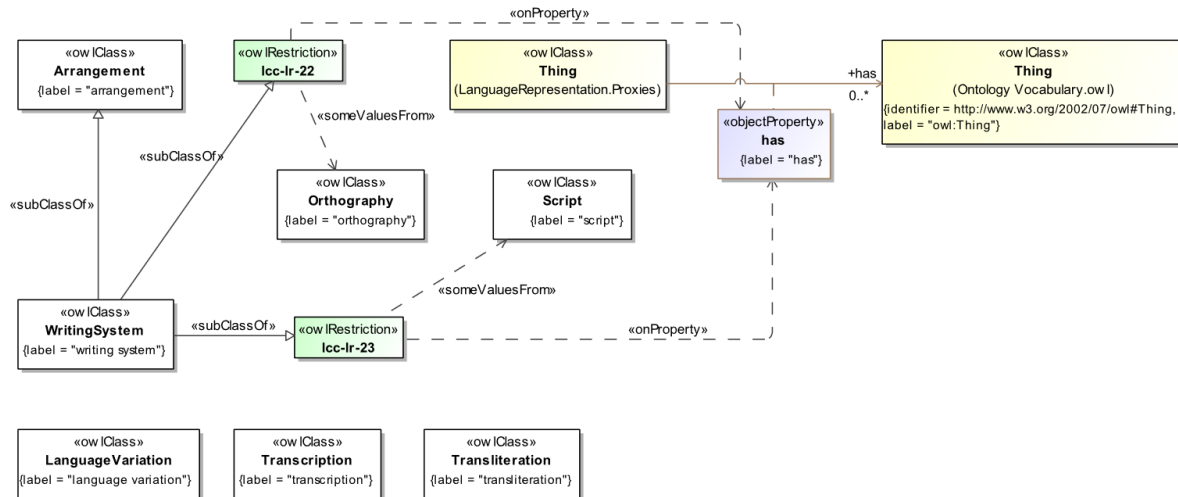 «onProperty»
«owlClass»
Arrangement
{label = "arrangement"}
«owlRestriction»
lcc-lr-22
«owlClass»
Thing
(LanguageRepresentation.Proxies)
+has
0..*
«owlClass»
Thing
(Ontology Vocabulary.owl)
{identifier = http://www.w3.org/2002/07/owl#Thing,
label = "owl:Thing"}
«someValuesFrom»
«objectProperty»
has
{label = "has"}
«subClassOf»
«owlClass»
Orthography
{label = "orthography"}
«owlClass»
Script
{label = "script"}
«subClassOf»
«someValuesFrom»
«owlClass»
WritingSystem
{label = "writing system"}
«subClassOf»
«owlRestriction»
lcc-lr-23
«onProperty»
«owlClass»
LanguageVariation
{label = "language variation"}
«owlClass»
Transcription
{label = "transcription"}
«owlClass»
Transliteration
{label = "transliteration"}